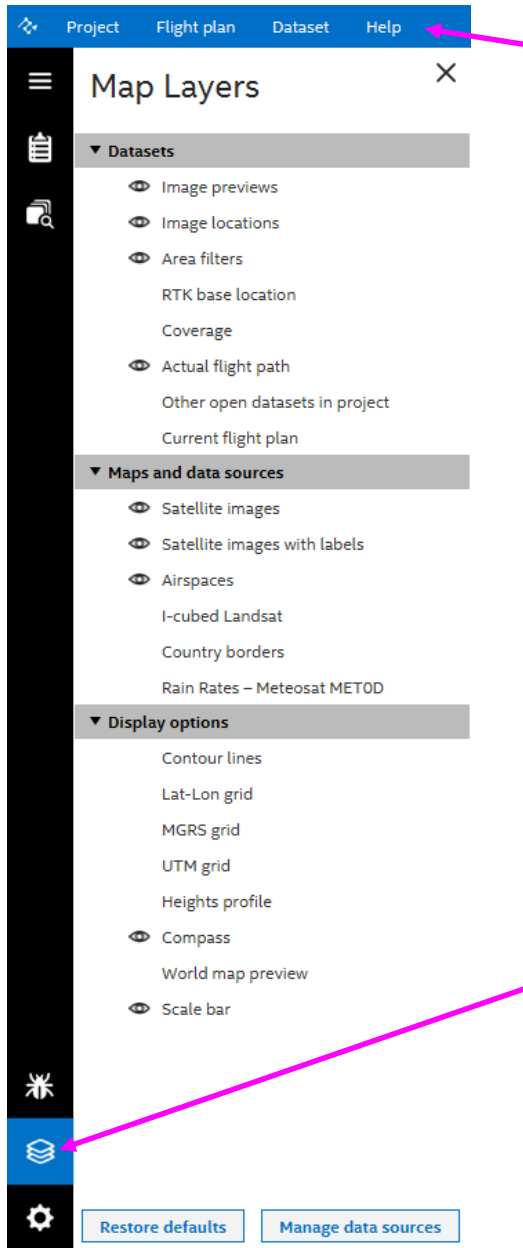 Project Flight plan Dataset Help
Map Layers
Datasets
Image previews
Image locations
Area filters
RTK base location
Coverage
Actual flight path
Other open datasets in project
Current flight plan
Maps and data sources
Satellite images
Satellite images with labels
Airspaces
I-cubed Landsat
Country borders
Rain Rates – Meteosat MET0D
Display options
Contour lines
Lat-Lon grid
MGRS grid
UTM grid
Heights profile
Compass
World map preview
Scale bar
Restore defaults Manage data sources